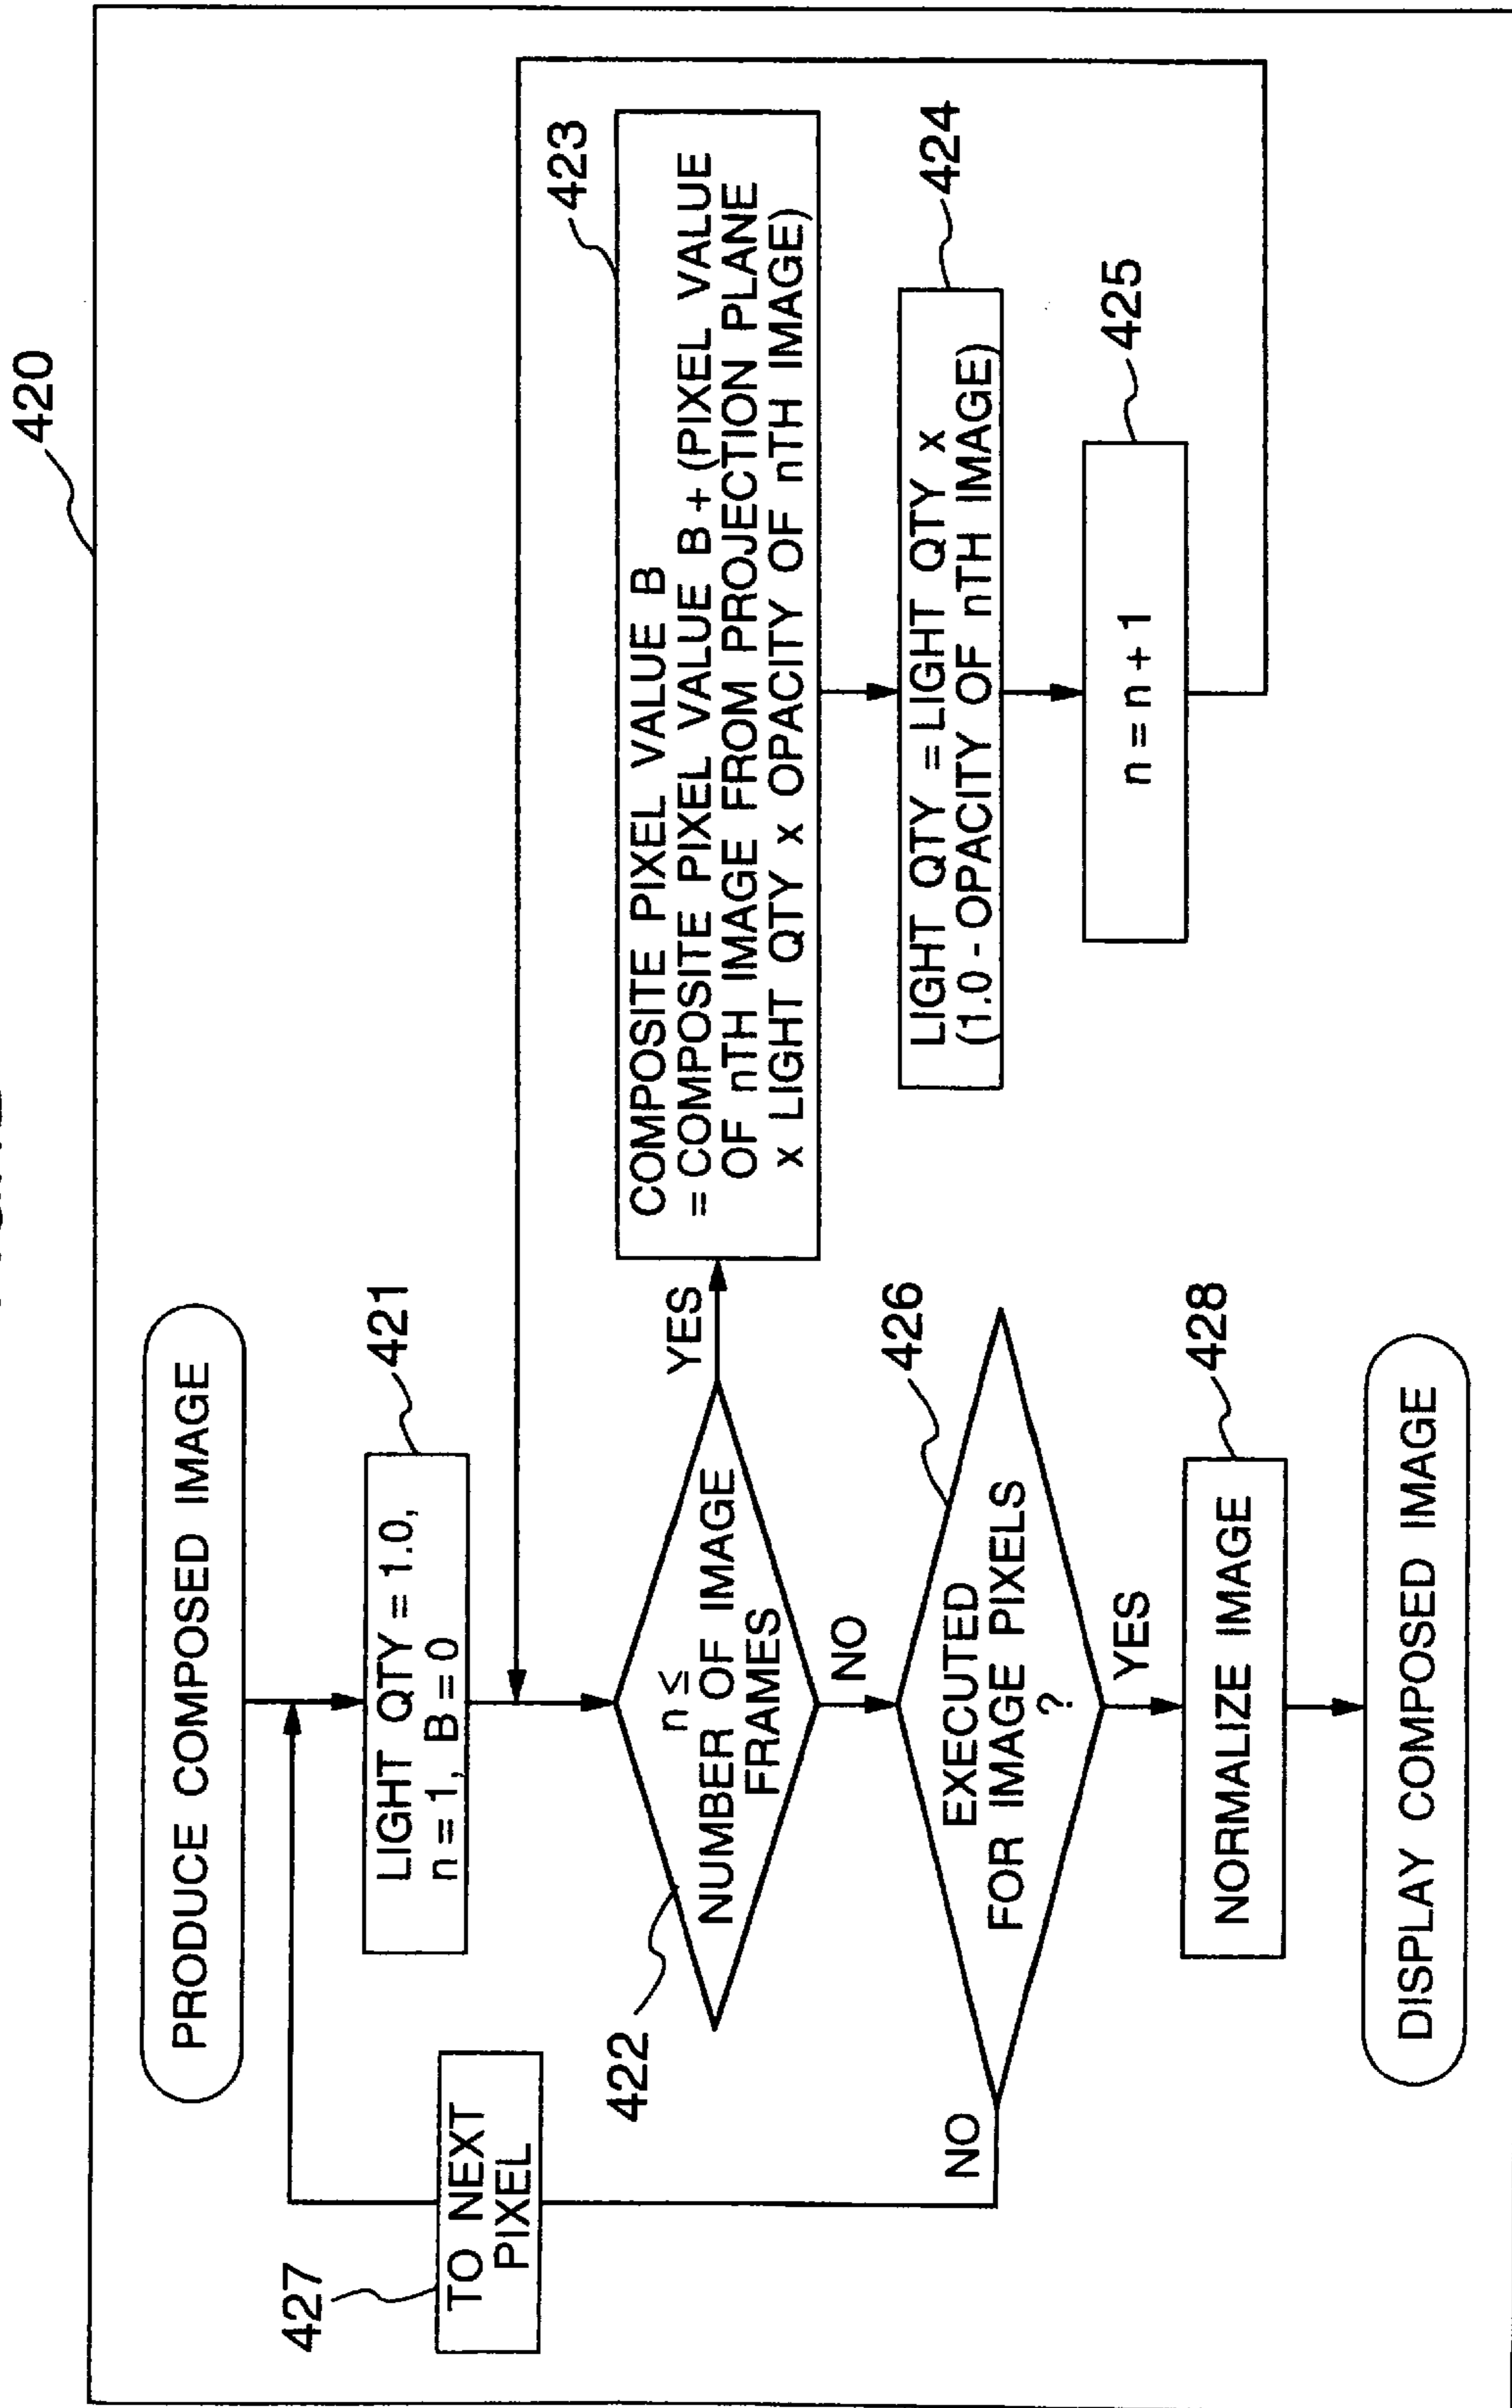 420
PRODUCE COMPOSED IMAGE
421
LIGHT QTY = 1.0,
n = 1, B = 0
422
n ≤
NUMBER OF IMAGE
FRAMES
YES
NO
423
COMPOSITE PIXEL VALUE B
= COMPOSITE PIXEL VALUE B + (PIXEL VALUE
OF nTH IMAGE FROM PROJECTION PLANE
x LIGHT QTY x OPACITY OF nTH IMAGE)
424
LIGHT QTY = LIGHT QTY x
(1.0 - OPACITY OF nTH IMAGE)
425
n = n + 1
426
EXECUTED
FOR IMAGE PIXELS
?
NO
YES
427
TO NEXT
PIXEL
428
NORMALIZE IMAGE
DISPLAY COMPOSED IMAGE